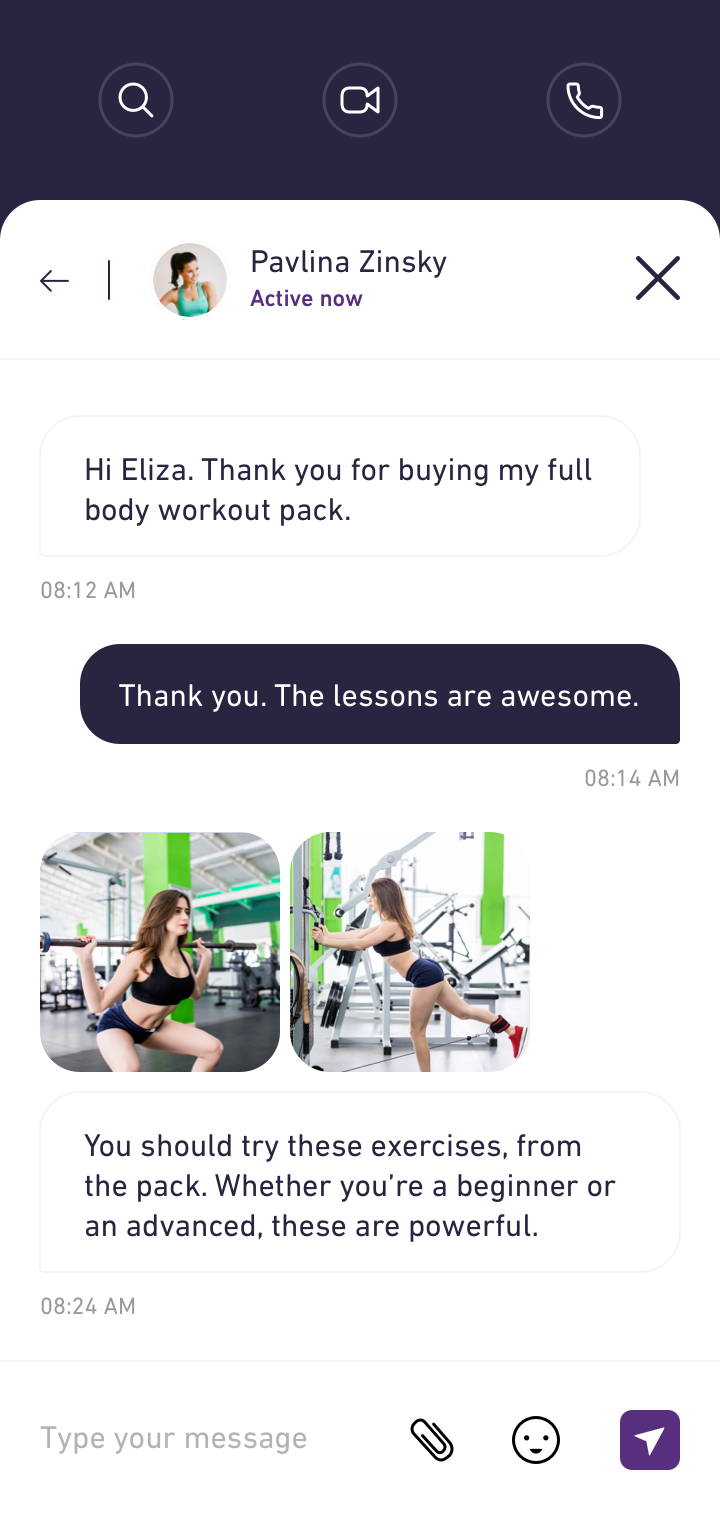 Pavlina Zinsky
Active now
Hi Eliza. Thank you for buying my full
body workout pack.
08:12 AM
Thank you. The lessons are awesome.
08:14 AM
You should try these exercises, from
the pack. Whether you’re a beginner or
an advanced, these are powerful.
08:24 AM
Type your message